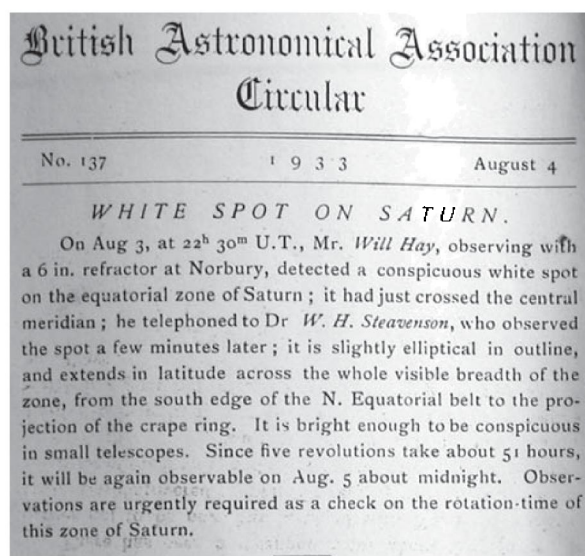 British Astronomical Association
Circular
No. 137 1933 August 4
WHITE SPOT ON SATURN.
On Aug 3, at 22h 30m U.T., Mr. Will Hay, observing with
a 6 in. refractor at Norbury, detected a conspicuous white spot
on the equatorial zone of Saturn ; it had just crossed the central
meridian ; he telephoned to Dr W. H. Steavenson, who observed
the spot a few minutes later ; it is slightly elliptical in outline,
and extends in latitude across the whole visible breadth of the
zone, from the south edge of the N. Equatorial belt to the pro-
jection of the crape ring. It is bright enough to be conspicuous
in small telescopes. Since five revolutions take about 51 hours,
it will be again observable on Aug. 5 about midnight. Obser-
vations are urgently required as a check on the rotation-time of
this zone of Saturn.